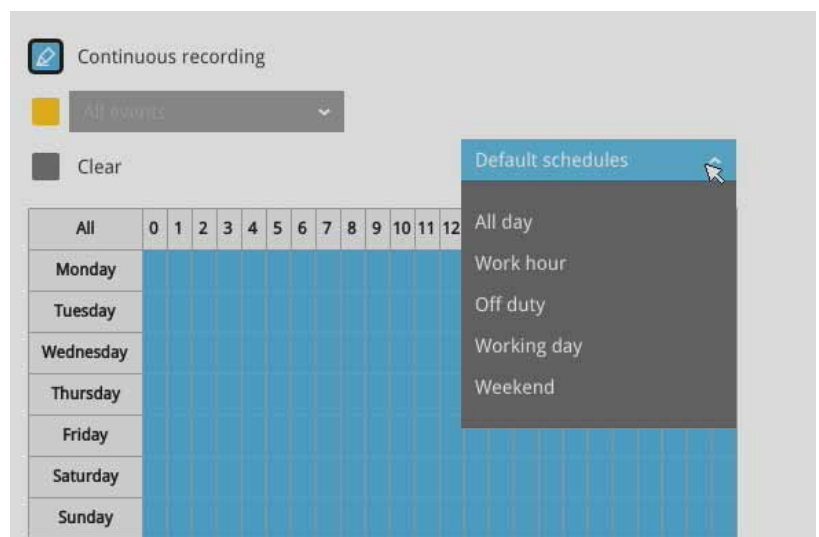 Continuous recording
All events
Clear
Default schedules
All day
Work hour
Off duty
Working day
Weekend
All 0 1 2 3 4 5 6 7 8 9 10 11 12
Monday
Tuesday
Wednesday
Thursday
Friday
Saturday
Sunday